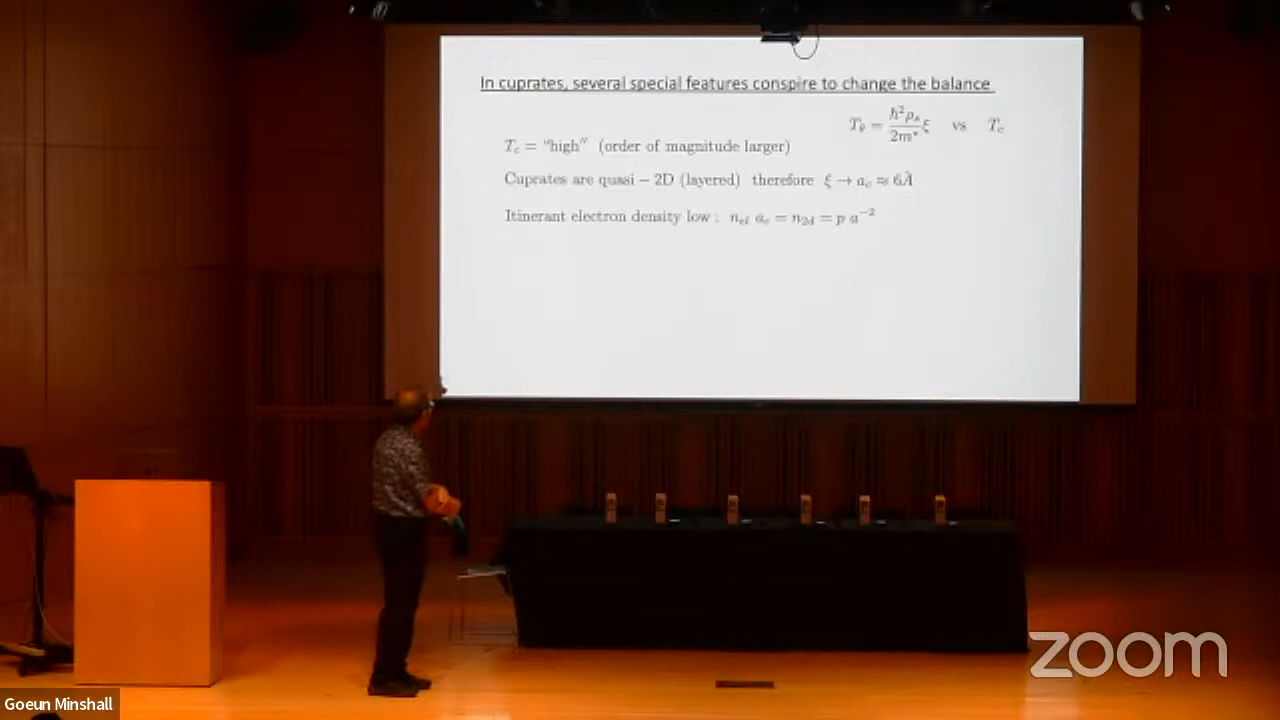 In cuprates, several special features conspire to change the balance
T_θ = ħ²ρ_s/2m* ξ vs T_c
T_c = "high" (order of magnitude larger)
Cuprates are quasi − 2D (layered) therefore ξ → a_c ≈ 6Å
Itinerant electron density low : n_el a_c = n_2d = p a^−2
zoom
Goeun Minshall